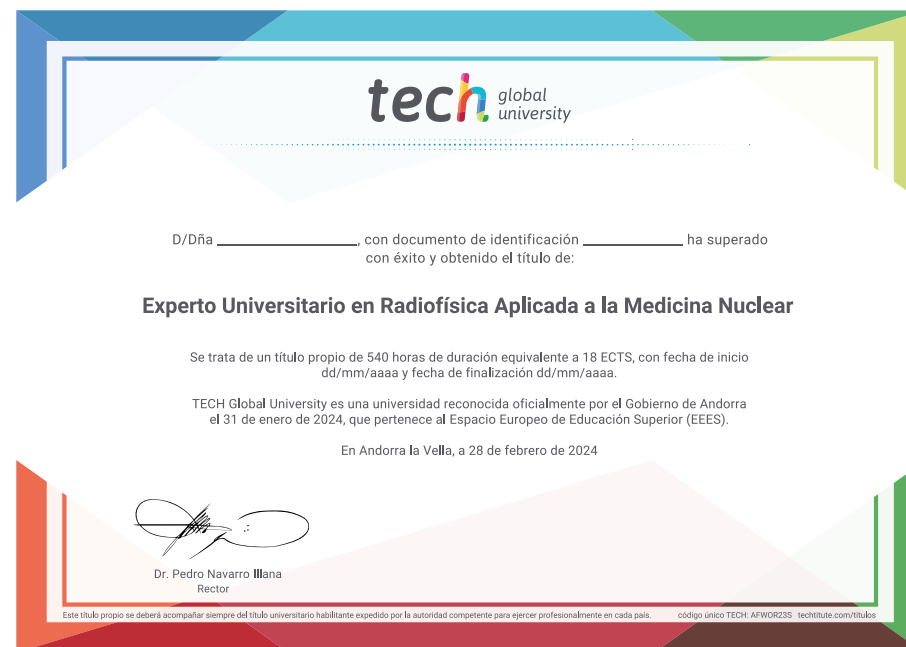 tech global university
D/Dña ____________________, con documento de identificación ______________ ha superado
con éxito y obtenido el título de:
Experto Universitario en Radiofísica Aplicada a la Medicina Nuclear
Se trata de un título propio de 540 horas de duración equivalente a 18 ECTS, con fecha de inicio
dd/mm/aaaa y fecha de finalización dd/mm/aaaa.
TECH Global University es una universidad reconocida oficialmente por el Gobierno de Andorra
el 31 de enero de 2024, que pertenece al Espacio Europeo de Educación Superior (EEES).
En Andorra la Vella, a 28 de febrero de 2024
Dr. Pedro Navarro Illana
Rector
Este título propio se deberá acompañar siempre del título universitario habilitante expedido por la autoridad competente para ejercer profesionalmente en cada país. código único TECH: AFWOR23S techtitute.com/titulos